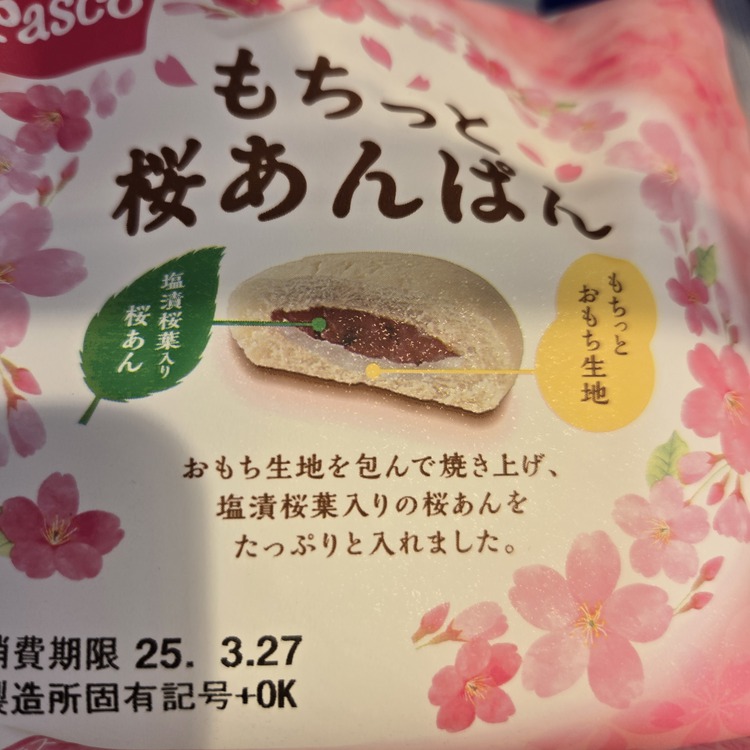 Pasco
もちっと
桜あんぱん
塩漬桜葉入り
桜あん
もちっと
おもち生地
おもち生地を包んで焼き上げ、
塩漬桜葉入りの桜あんを
たっぷりと入れました。
消費期限 25. 3.27
製造所固有記号+OK